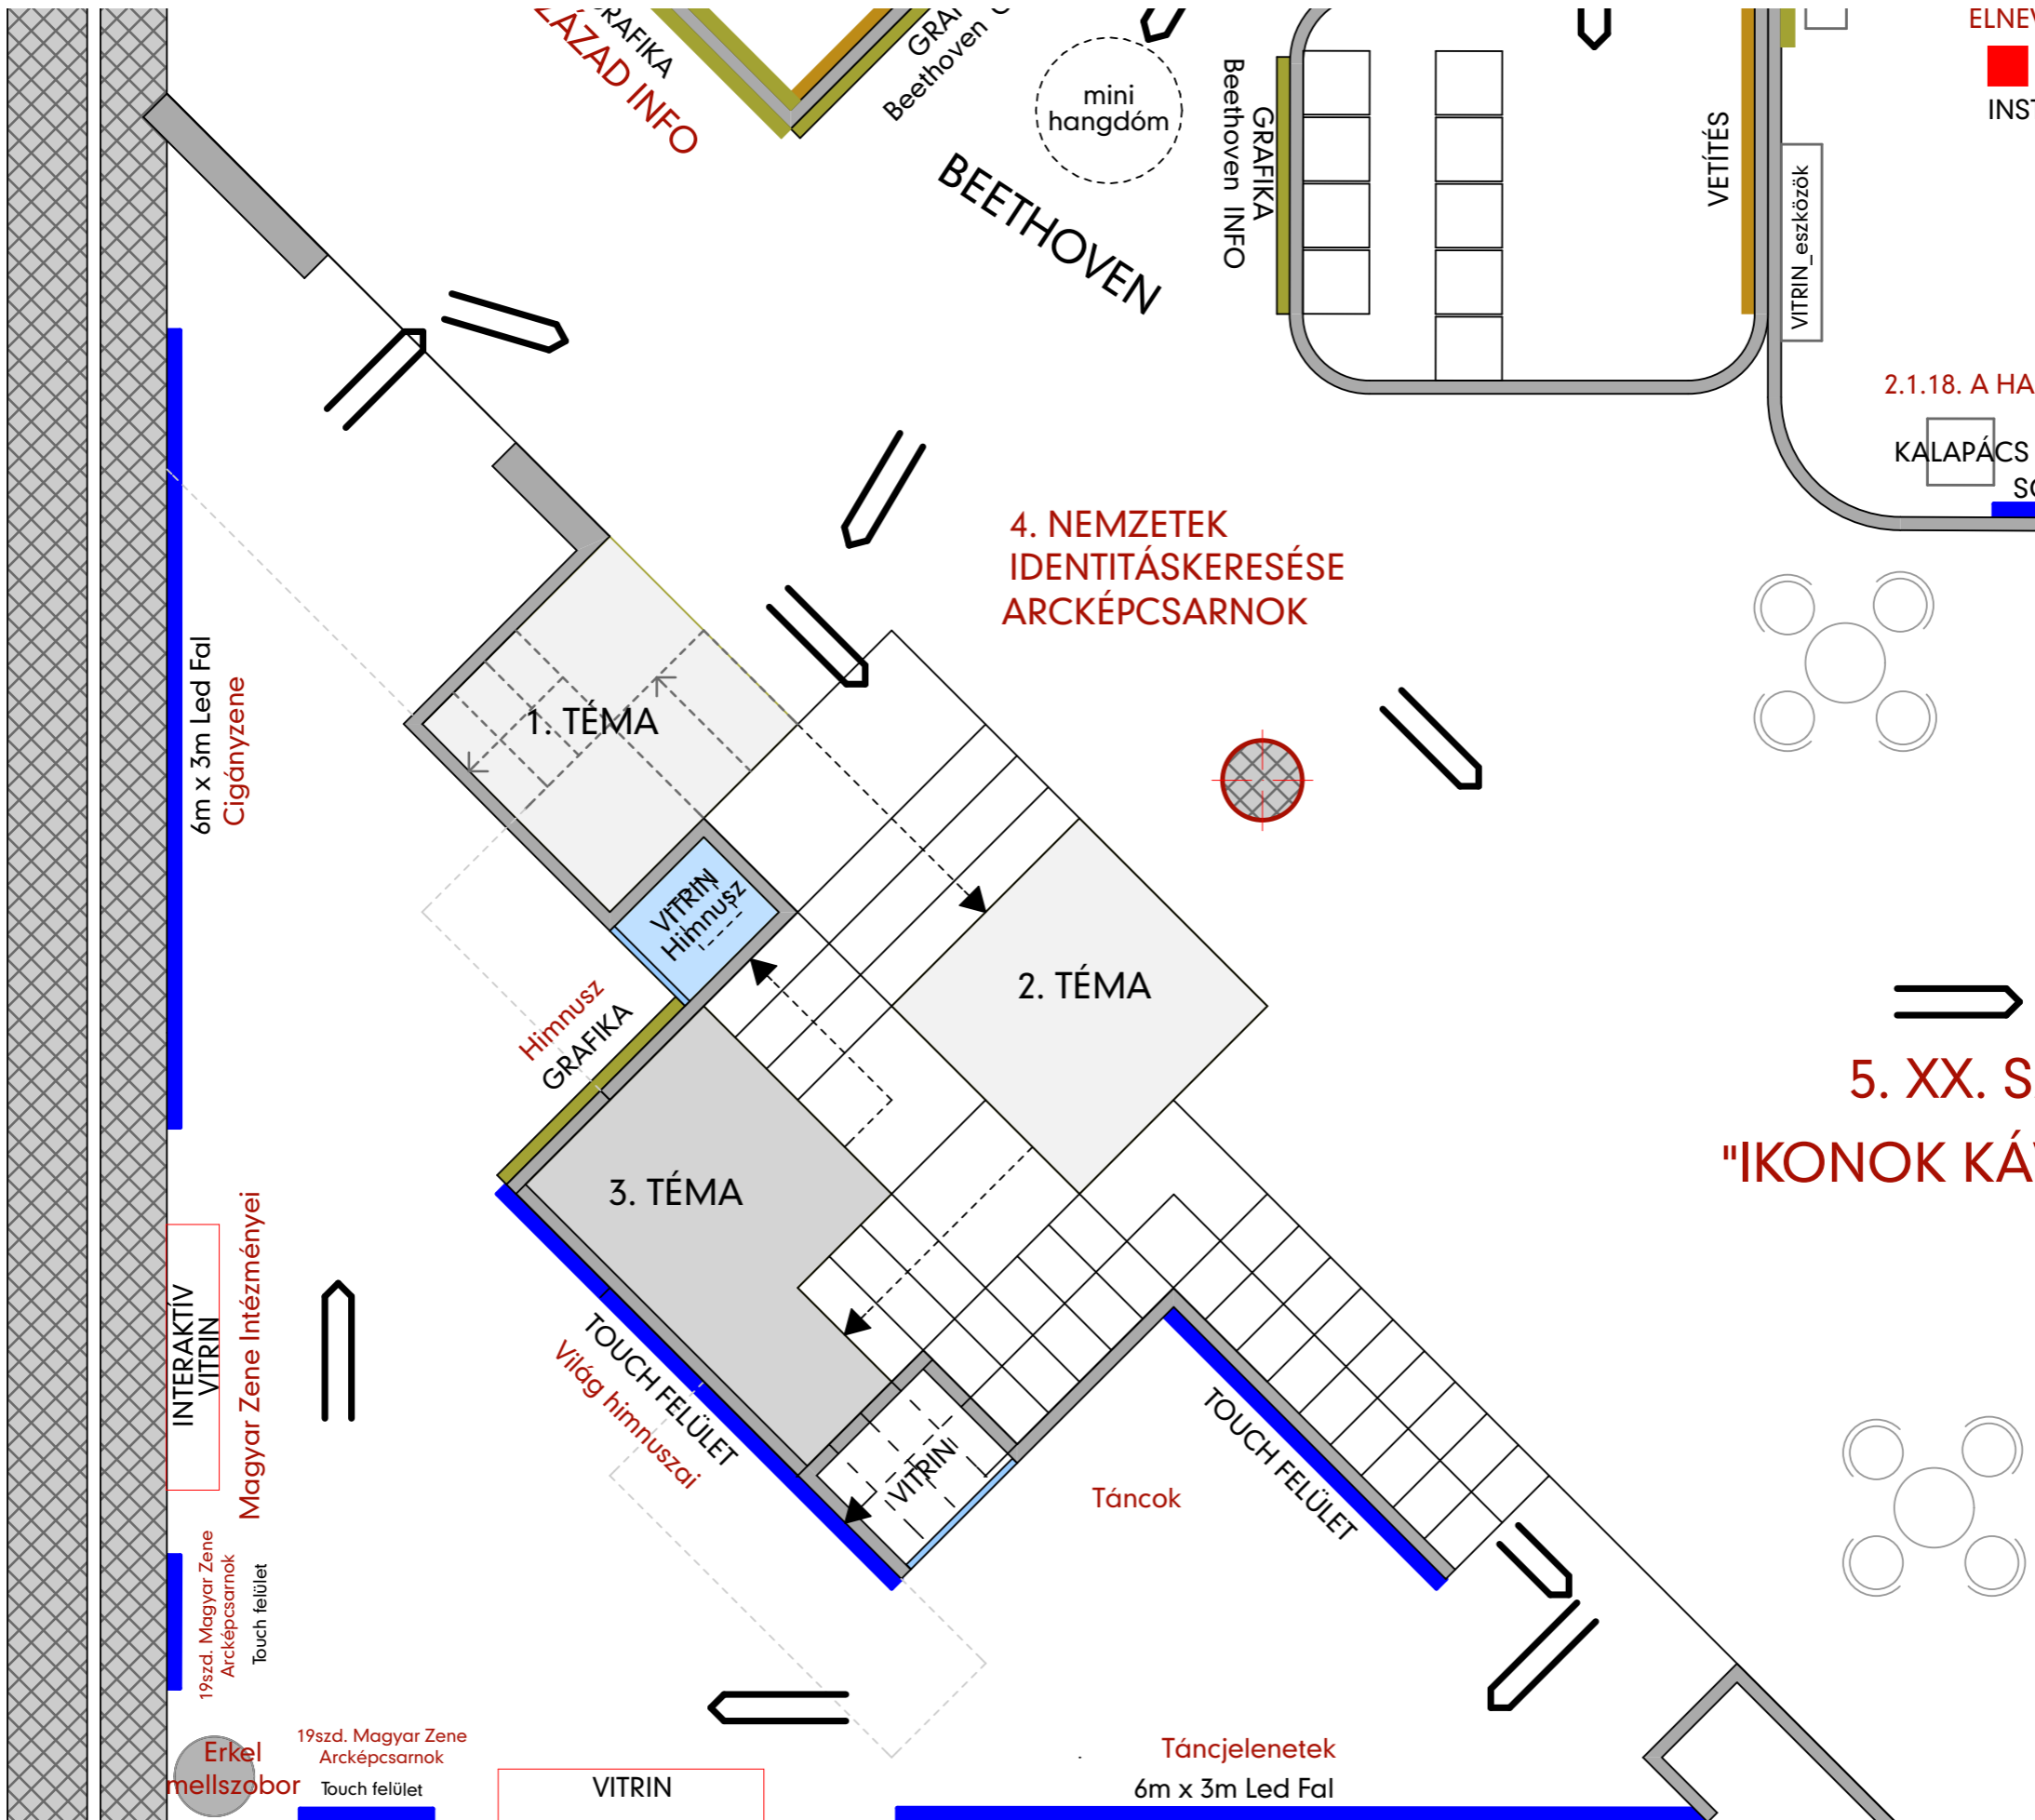 GRAFIKA
ZÁZAD INFO
Beethoven
mini
hangdóm
BEETHOVEN
GRAFIKA
Beethoven INFO
VETÍTÉS
VITRIN_eszközök
2.1.18. A HA
KALAPÁCS
4. NEMZETEK
IDENTITÁSKERESÉSE
ARCKÉPCSARNOK
6m x 3m Led Fal
Cigányzene
1. TÉMA
VITRIN
Himnusz
2. TÉMA
Himnusz
GRAFIKA
3. TÉMA
5. XX. S
"IKONOK KÁV
INTERAKTÍV
VITRIN
Magyar Zene Intézményei
TOUCH FELÜLET
Világ himnuszai
VITRIN
Táncok
TOUCH FELÜLET
19szd. Magyar Zene
Arcképcsarnok
Touch felület
Erkel
mellszobor
19szd. Magyar Zene
Arcképcsarnok
Touch felület
VITRIN
Táncjelenetek
6m x 3m Led Fal